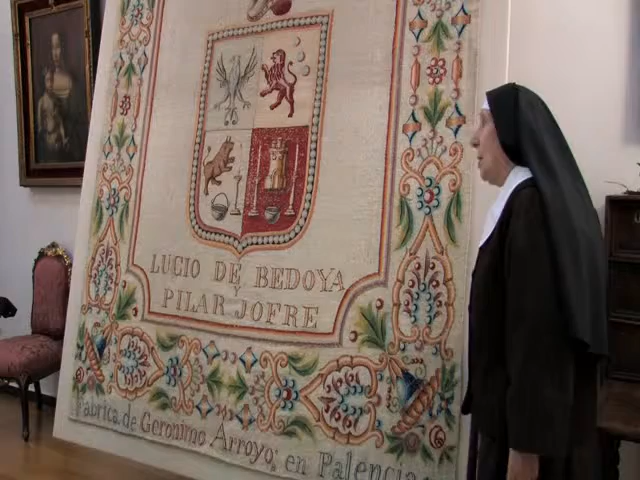 LUCIO DE BEDOYA
Y
PILAR JOFRE
Fabrica de Geronimo Arroyo; en Palencia